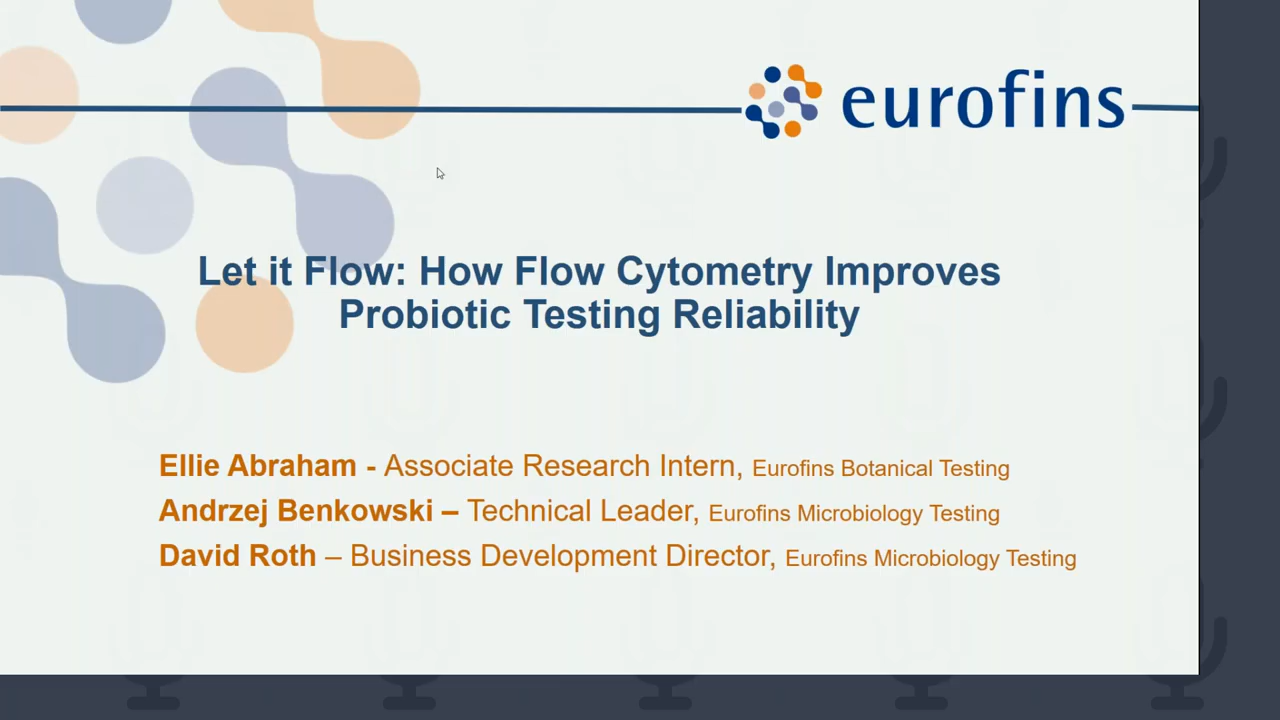 eurofins
Let it Flow: How Flow Cytometry Improves
Probiotic Testing Reliability
Ellie Abraham - Associate Research Intern, Eurofins Botanical Testing
Andrzej Benkowski – Technical Leader, Eurofins Microbiology Testing
David Roth – Business Development Director, Eurofins Microbiology Testing